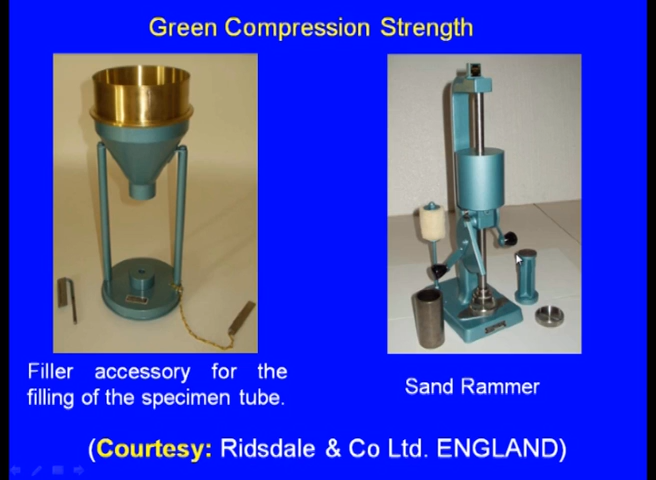 Green Compression Strength
Filler accessory for the
filling of the specimen tube.
Sand Rammer
(Courtesy: Ridsdale & Co Ltd. ENGLAND)